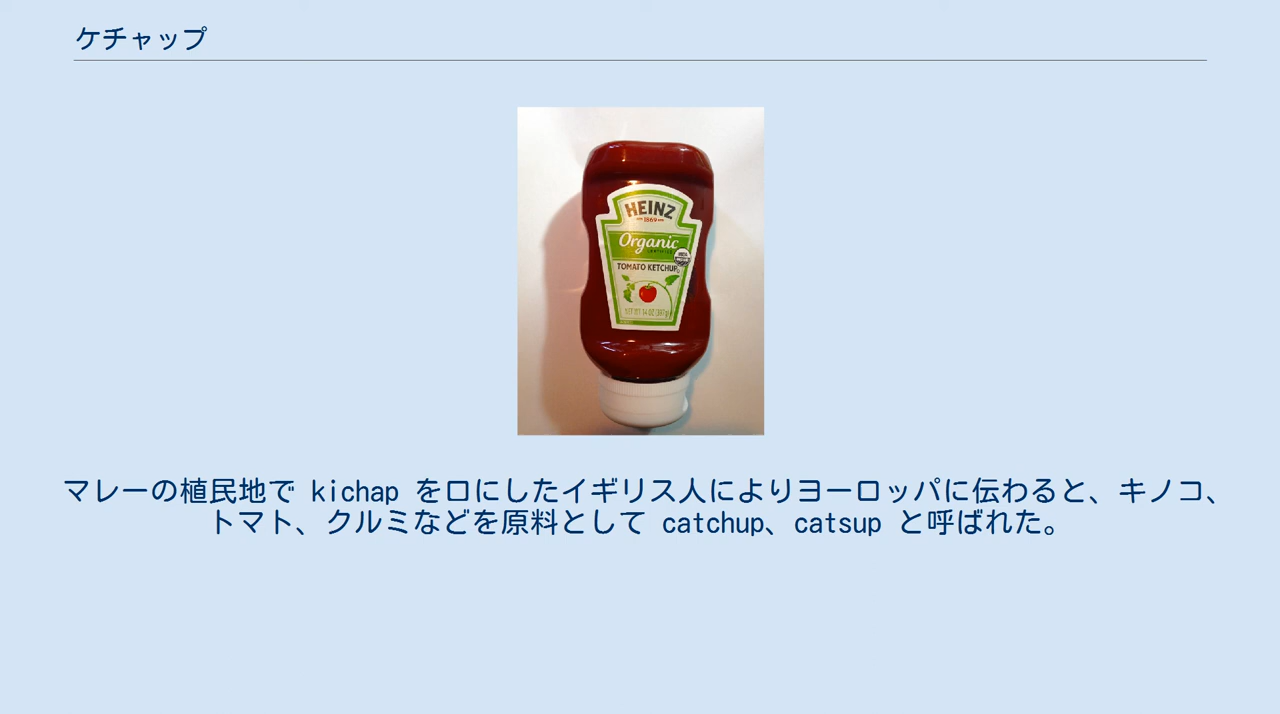 ケチャップ
HEINZ
1869
Organic
TOMATO KETCHUP
マレーの植民地で kichap を口にしたイギリス人によりヨーロッパに伝わると、キノコ、
トマト、クルミなどを原料として catchup、catsup と呼ばれた。